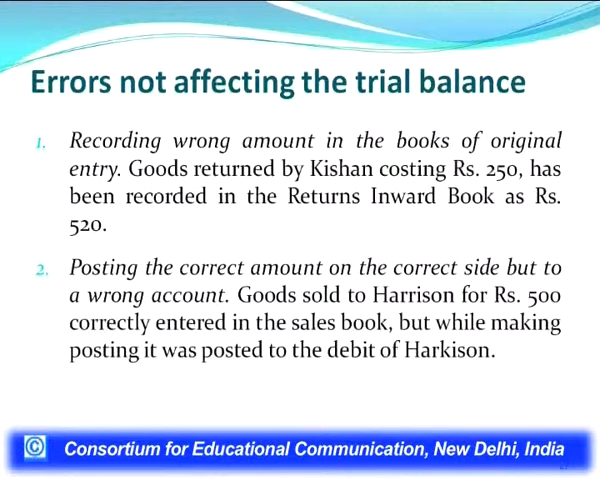 Errors not affecting the trial balance
1. Recording wrong amount in the books of original
entry. Goods returned by Kishan costing Rs. 250, has
been recorded in the Returns Inward Book as Rs.
520.
2. Posting the correct amount on the correct side but to
a wrong account. Goods sold to Harrison for Rs. 500
correctly entered in the sales book, but while making
posting it was posted to the debit of Harkison.
© Consortium for Educational Communication, New Delhi, India